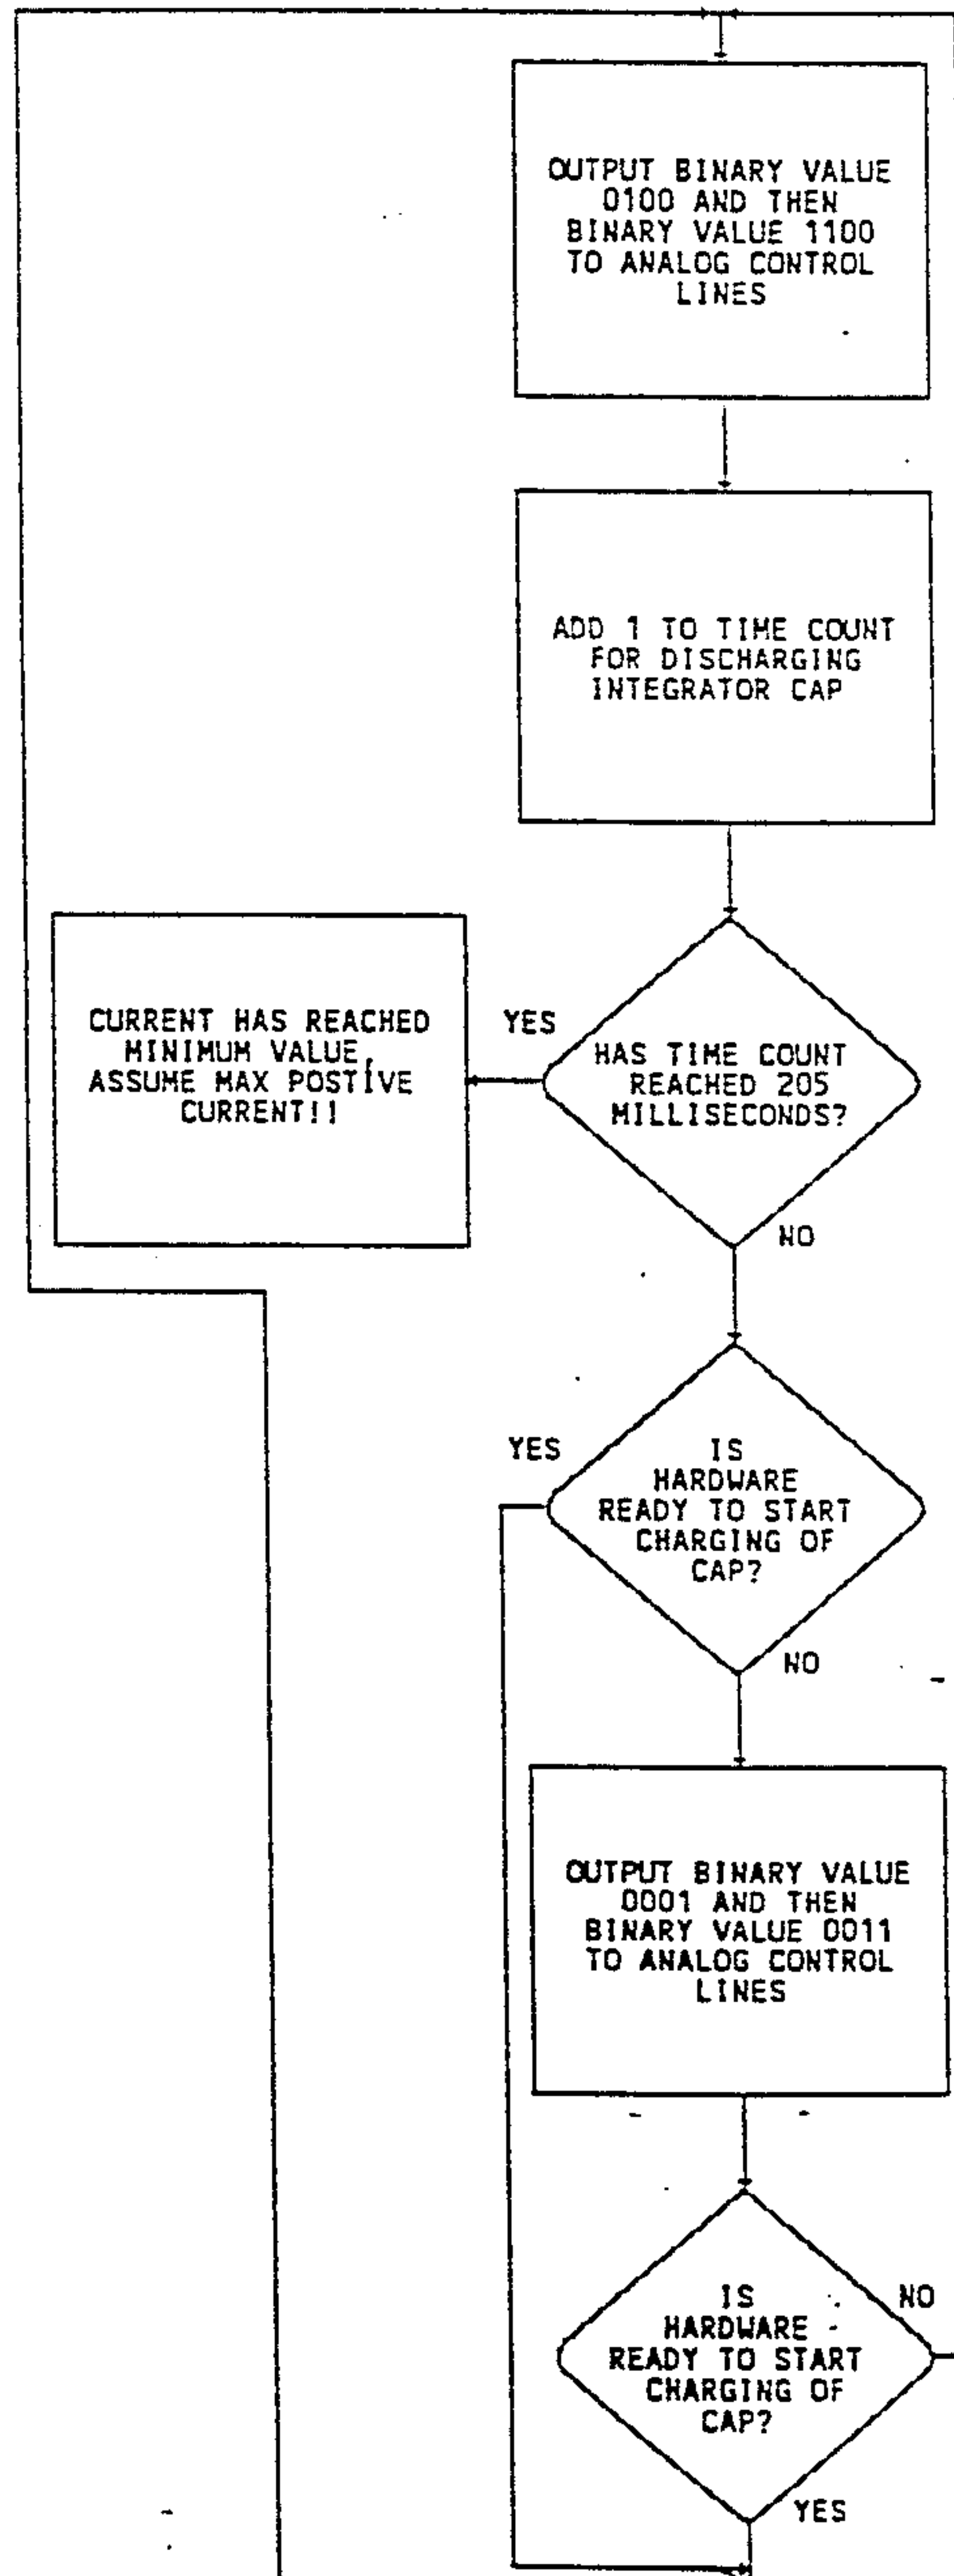 OUTPUT BINARY VALUE
0100 AND THEN
BINARY VALUE 1100
TO ANALOG CONTROL
LINES
ADD 1 TO TIME COUNT
FOR DISCHARGING
INTEGRATOR CAP
CURRENT HAS REACHED
MINIMUM VALUE,
ASSUME MAX POSTIVE
CURRENT!!
YES
HAS TIME COUNT
REACHED 205
MILLISECONDS?
NO
YES
IS
HARDWARE
READY TO START
CHARGING OF
CAP?
NO
OUTPUT BINARY VALUE
0001 AND THEN
BINARY VALUE 0011
TO ANALOG CONTROL
LINES
IS
HARDWARE
READY TO START
CHARGING OF
CAP?
NO
YES